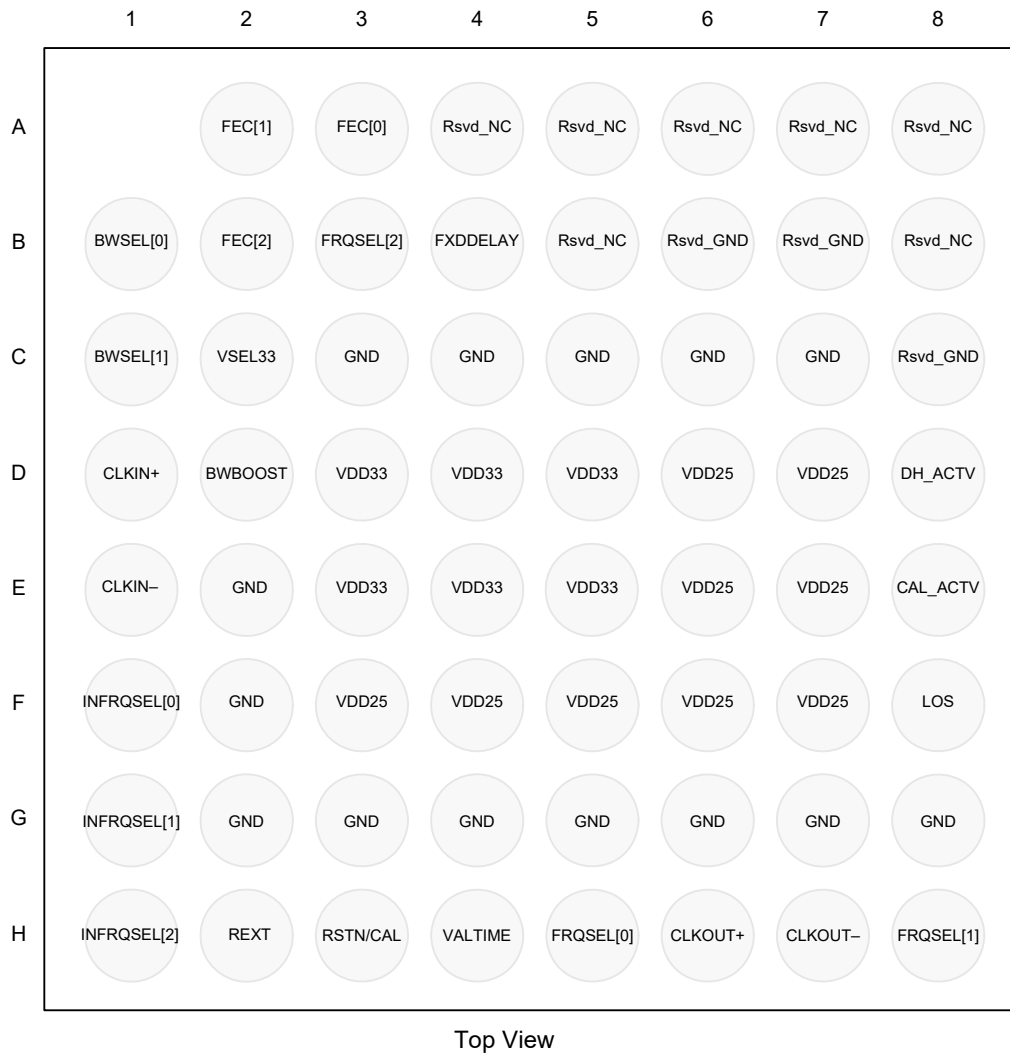 1 2 3 4 5 6 7 8
A FEC[1] FEC[0] Rsvd_NC Rsvd_NC Rsvd_NC Rsvd_NC Rsvd_NC
B BWSEL[0] FEC[2] FRQSEL[2] FXDDELAY Rsvd_NC Rsvd_GND Rsvd_GND Rsvd_NC
C BWSEL[1] VSEL33 GND GND GND GND GND Rsvd_GND
D CLKIN+ BWBOOST VDD33 VDD33 VDD33 VDD25 VDD25 DH_ACTV
E CLKIN– GND VDD33 VDD33 VDD33 VDD25 VDD25 CAL_ACTV
F INFRQSEL[0] GND VDD25 VDD25 VDD25 VDD25 VDD25 LOS
G INFRQSEL[1] GND GND GND GND GND GND GND
H INFRQSEL[2] REXT RSTN/CAL VALTIME FRQSEL[0] CLKOUT+ CLKOUT– FRQSEL[1]
Top View